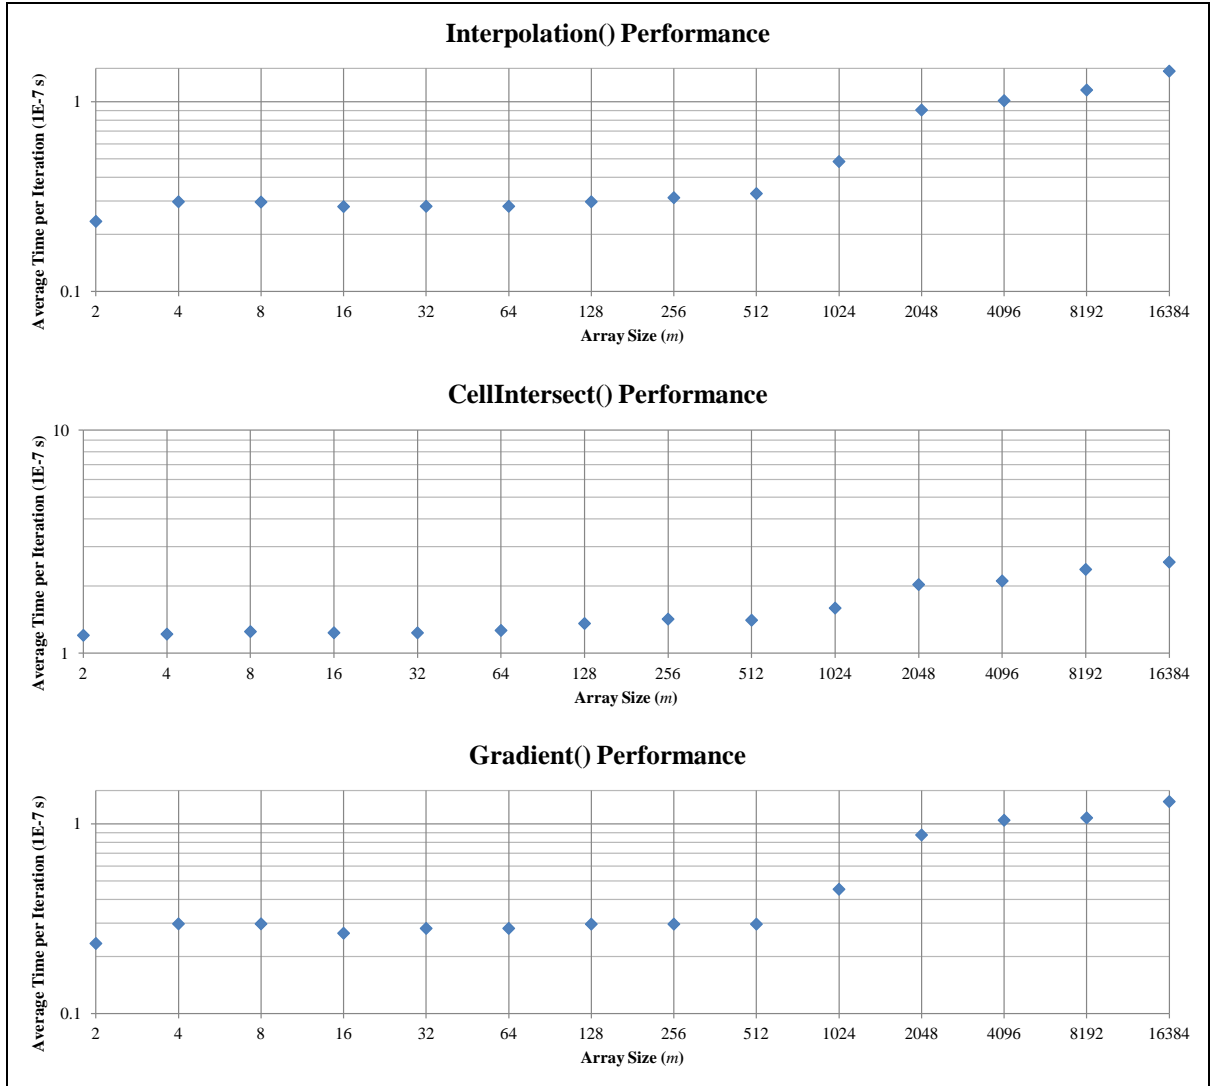 Interpolation() Performance
Average Time per Iteration (1E-7 s)
1
0.1
2 4 8 16 32 64 128 256 512 1024 2048 4096 8192 16384
Array Size (m)
CellIntersect() Performance
Average Time per Iteration (1E-7 s)
10
1
2 4 8 16 32 64 128 256 512 1024 2048 4096 8192 16384
Array Size (m)
Gradient() Performance
Average Time per Iteration (1E-7 s)
1
0.1
2 4 8 16 32 64 128 256 512 1024 2048 4096 8192 16384
Array Size (m)